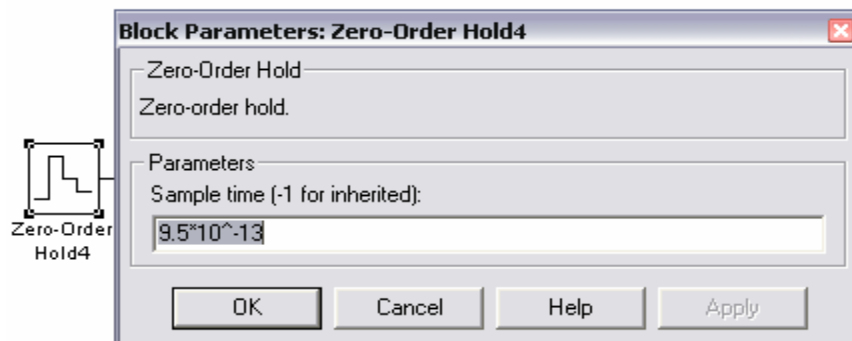 Block Parameters: Zero-Order Hold4
Zero-Order Hold
Zero-order hold.
Parameters
Sample time (-1 for inherited):
9.5*10^-13
OK Cancel Help Apply
Zero-Order
Hold4